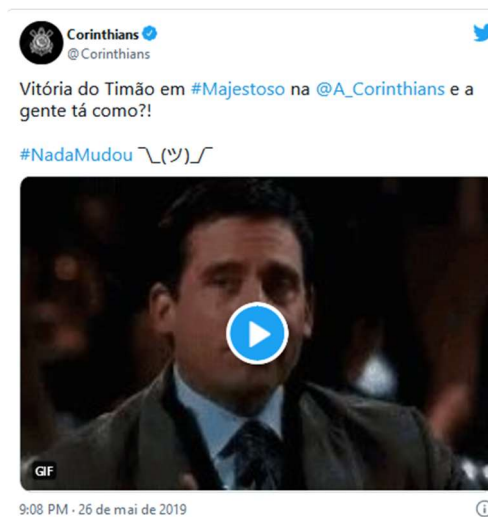 Corinthians
@Corinthians
Vitória do Timão em #Majestoso na @A_Corinthians e a
gente tá como?!
#NadaMudou ¯\_(ツ)_/¯
GIF
9:08 PM · 26 de mai de 2019